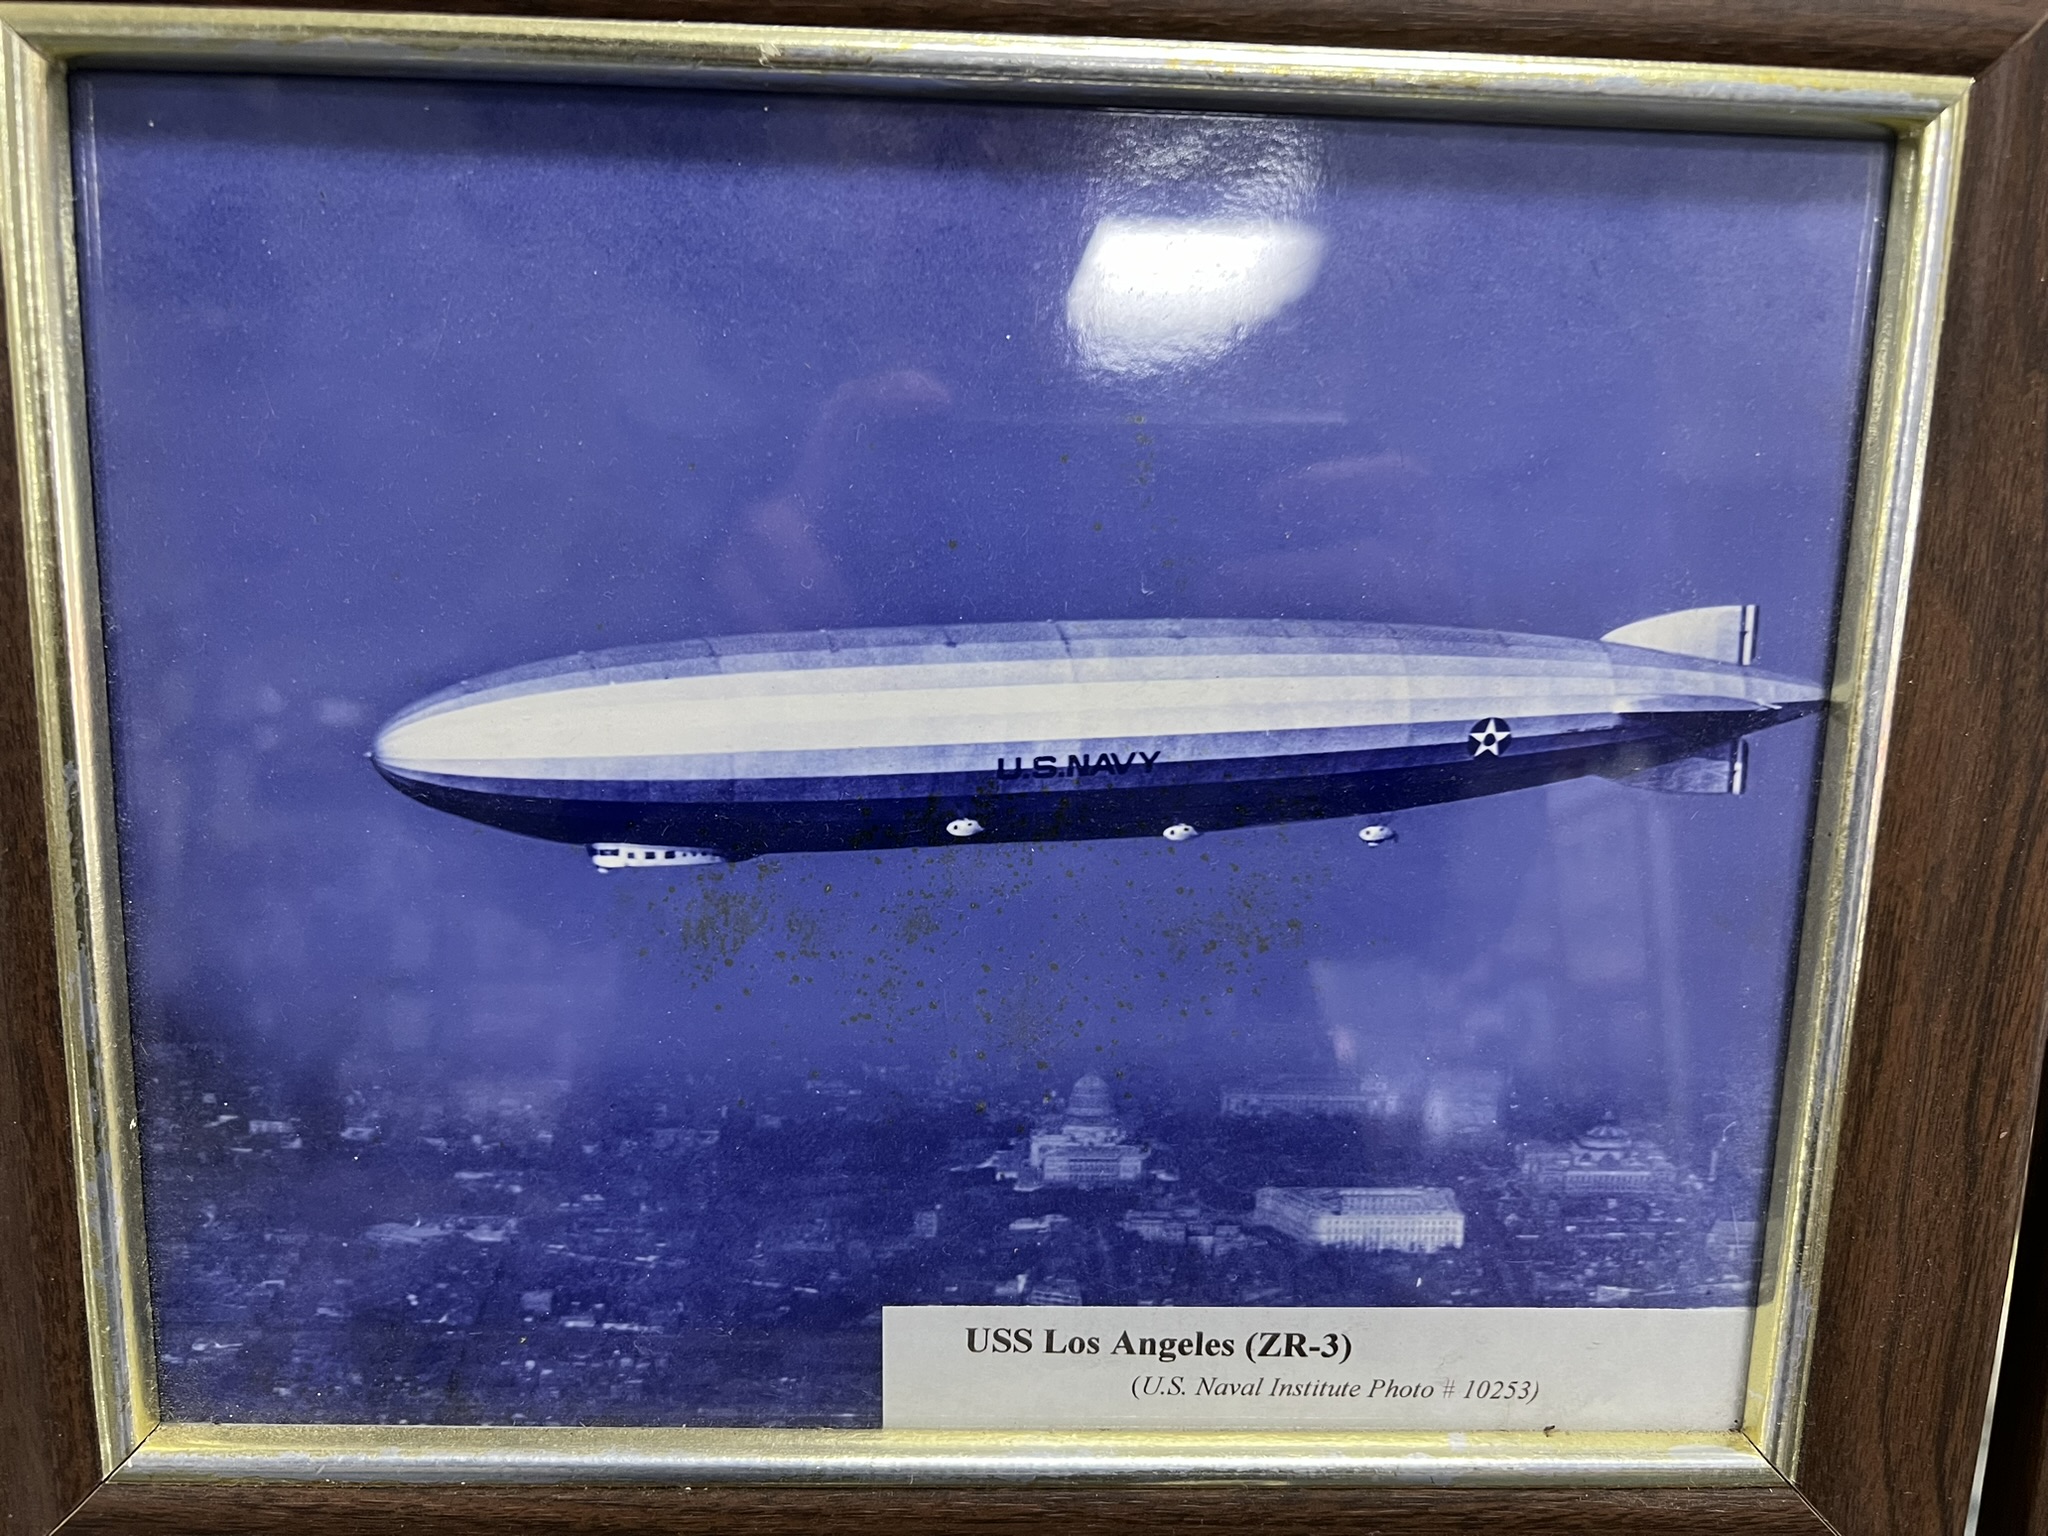 U.S.NAVY
USS Los Angeles (ZR-3)
(U.S. Naval Institute Photo # 10253)